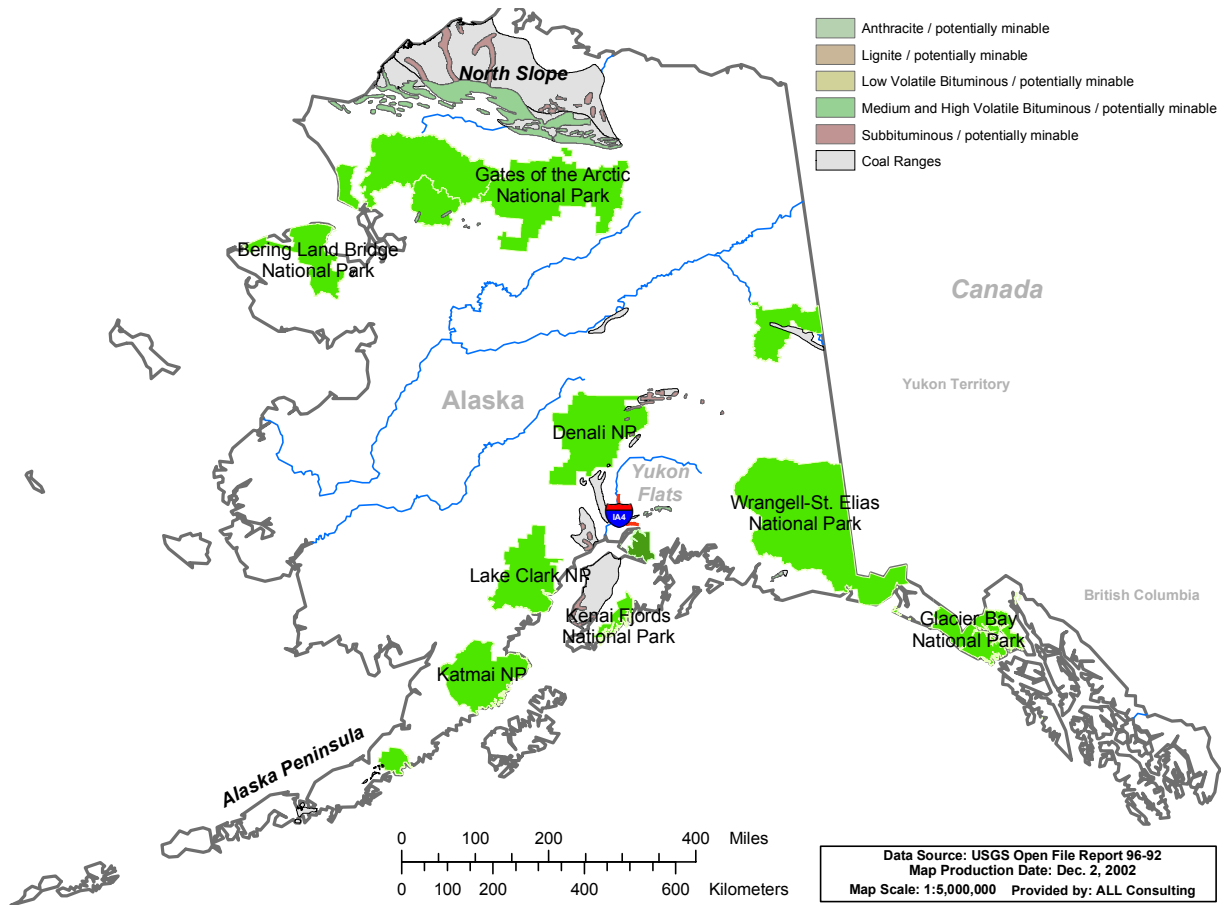 Anthracite / potentially minable
Lignite / potentially minable
Low Volatile Bituminous / potentially minable
Medium and High Volatile Bituminous / potentially minable
Subbituminous / potentially minable
Coal Ranges
North Slope
Gates of the Arctic
National Park
Bering Land Bridge
National Park
Canada
Yukon Territory
Alaska
Denali NP
Yukon
Flats
IA4
Wrangell-St. Elias
National Park
Lake Clark NP
Kenai Fjords
National Park
British Columbia
Glacier Bay
National Park
Katmai NP
Alaska Peninsula
0 100 200 400 Miles
0 100 200 400 600 Kilometers
Data Source: USGS Open File Report 96-92
Map Production Date: Dec. 2, 2002
Map Scale: 1:5,000,000 Provided by: ALL Consulting